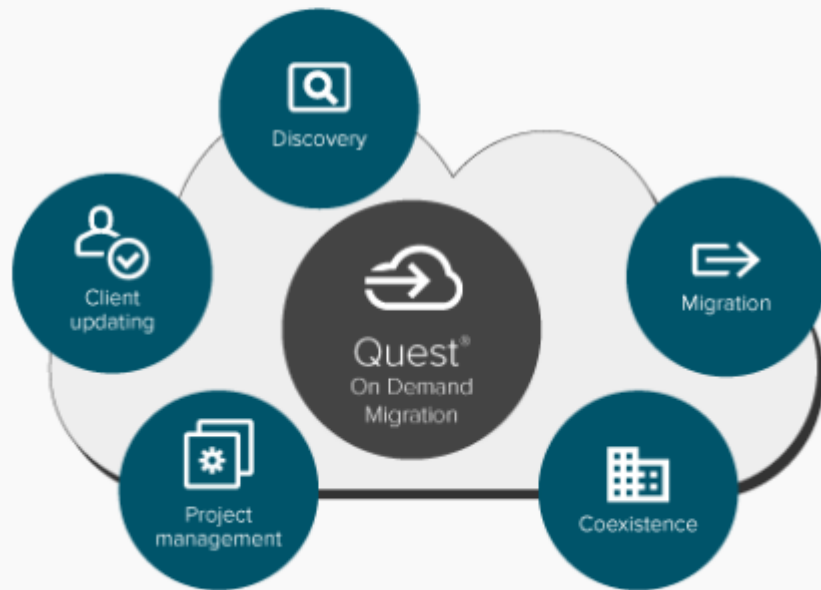 Discovery
Client
updating
Quest®
On Demand
Migration
Migration
Project
management
Coexistence